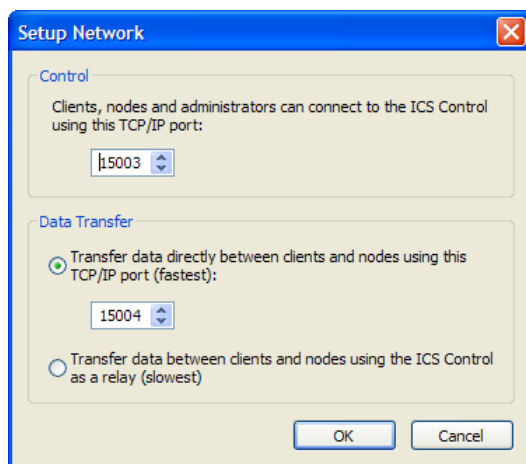 Setup Network
Control
Clients, nodes and administrators can connect to the ICS Control
using this TCP/IP port:
15003
Data Transfer
Transfer data directly between clients and nodes using this
TCP/IP port (fastest):
15004
Transfer data between clients and nodes using the ICS Control
as a relay (slowest)
OK Cancel